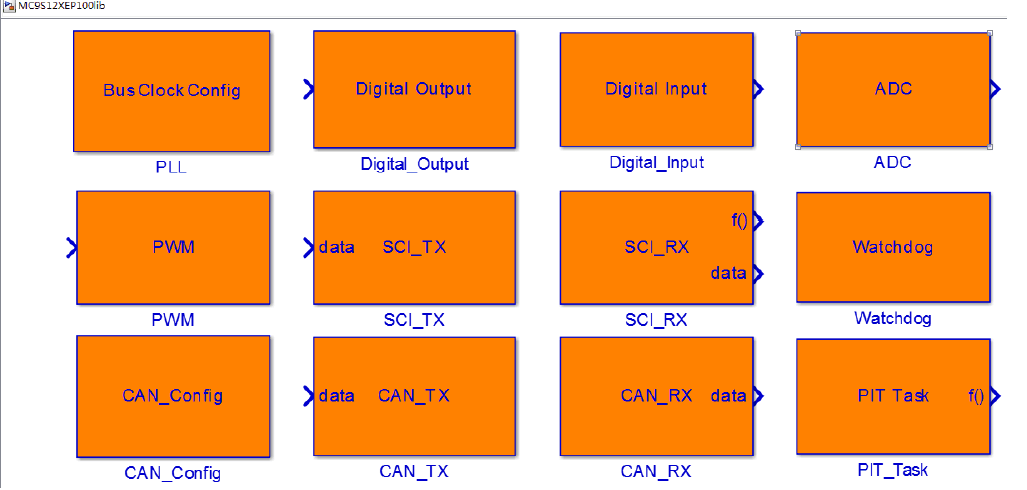 MC9S12XEP100lib
Bus Clock Config
Digital Output
Digital Input
ADC
PLL
Digital_Output
Digital_Input
ADC
PWM
data SCI_TX
f()
SCI_RX
data
Watchdog
PWM
SCI_TX
SCI_RX
Watchdog
CAN_Config
data CAN_TX
CAN_RX data
PIT Task f()
CAN_Config
CAN_TX
CAN_RX
PIT_Task